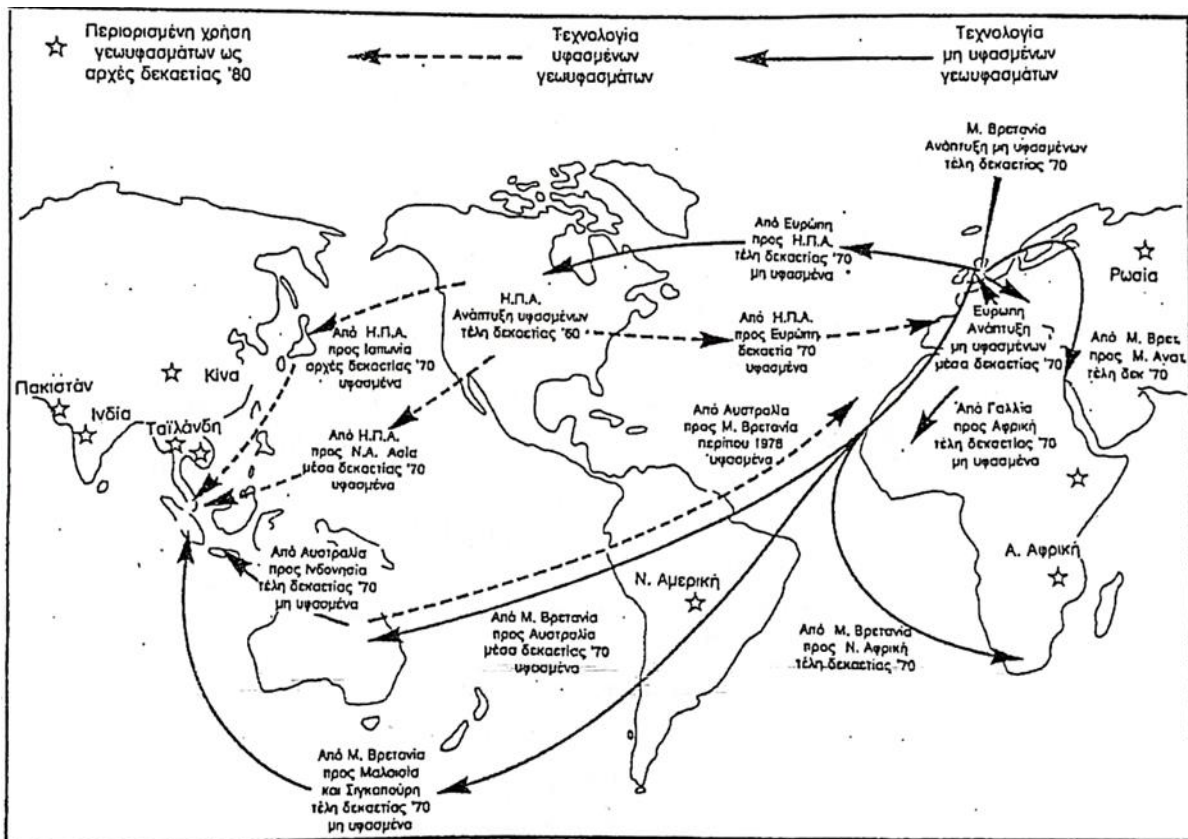 Περιορισμένη χρήση
γεωυφασμάτων ως
αρχές δεκαετίας '80
Τεχνολογία
υφασμένων
γεωυφασμάτων
Τεχνολογία
μη υφασμένων
γεωυφασμάτων
Μ. Βρετανία
Ανάπτυξη μη υφασμένων
τέλη δεκαετίος '70
Από Ευρώπη
προς Η.Π.Α.
τέλη δεκαετίας '70
μη υφασμένα
Ρωσία
Η.Π.Α.
Ανάπτυξη υφασμένων
τέλη δεκαετίας '60
Από Η.Π.Α.
προς Ευρώπη
δεκαετία '70
υφασμένα
Ευρώπη
Ανάπτυξη
μη υφασμένων
μέσα δεκαετίας '70
Από Μ. Βρετ.
προς Μ. Ανατ.
τέλη δεκ '70
Από Η.Π.Α.
προς Ιαπωνία
αρχές δεκαετίας '70
υφασμένα
Πακιστάν
Κίνα
Ινδία
Ταϊλάνδη
Από Η.Π.Α.
προς Ν.Α. Ασία
μέσα δεκαετίας '70
υφασμένα
Από Αυστραλία
προς Μ. Βρετανία
περίπου 1978
υφασμένα
Από Γαλλία
προς Αφρική
τέλη δεκαετίας '70
μη υφασμένα
Από Αυστραλία
προς Ινδονησία
τέλη δεκαετίας '70
μη υφασμένα
Ν. Αμερική
Α. Αφρική
Από Μ. Βρετανία
προς Αυστραλία
μέσα δεκαετίας '70
υφασμένα
Από Μ. Βρετανία
προς Ν. Αφρική
τέλη δεκαετίας '70
Από Μ. Βρετανία
προς Μαλαισία
και Σιγκαπούρη
τέλη δεκαετίας '70
μη υφασμένα